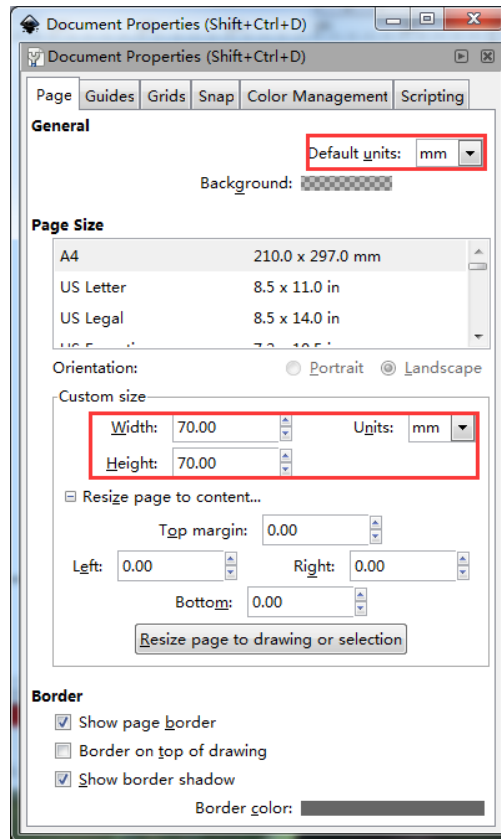 Document Properties (Shift+Ctrl+D)
Document Properties (Shift+Ctrl+D)
Page Guides Grids Snap Color Management Scripting
General
Default units: mm
Background:
Page Size
A4 210.0 x 297.0 mm
US Letter 8.5 x 11.0 in
US Legal 8.5 x 14.0 in
Orientation: Portrait Landscape
Custom size
Width: 70.00 Units: mm
Height: 70.00
Resize page to content...
Top margin: 0.00
Left: 0.00 Right: 0.00
Bottom: 0.00
Resize page to drawing or selection
Border
Show page border
Border on top of drawing
Show border shadow
Border color: